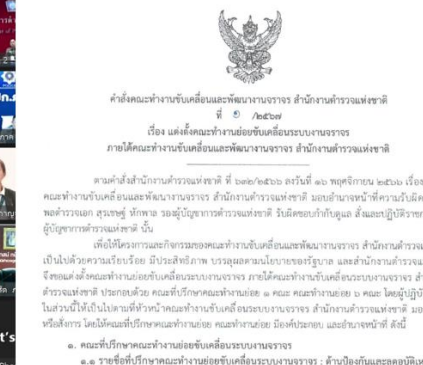 คำสั่งคณะทำงานขับเคลื่อนและพัฒนางานจราจร สำนักงานตำรวจแห่งชาติ
ที่ ๑ /๒๕๖๗
เรื่อง แต่งตั้งคณะทำงานย่อยขับเคลื่อนระบบงานจราจร
ภายใต้คณะทำงานขับเคลื่อนและพัฒนางานจราจร สำนักงานตำรวจแห่งชาติ
ตามคำสั่งสำนักงานตำรวจแห่งชาติ ที่ ๖๓๒/๒๕๖๖ ลงวันที่ ๑๖ พฤศจิกายน ๒๕๖๖ เรื่อง
คณะทำงานขับเคลื่อนและพัฒนางานจราจร สำนักงานตำรวจแห่งชาติ มอบอำนาจหน้าที่ความรับผิด
พลตำรวจเอก สุรเชษฐ์ หักพาล รองผู้บัญชาการตำรวจแห่งชาติ รับผิดชอบกำกับดูแล สั่งและปฏิบัติราช
ผู้บัญชาการตำรวจแห่งชาติ นั้น
เพื่อให้โครงการและกิจกรรมของคณะทำงานขับเคลื่อนและพัฒนางานจราจร สำนักงานตำรวจแ
เป็นไปด้วยความเรียบร้อย มีประสิทธิภาพ บรรลุผลตามนโยบายของรัฐบาล และสำนักงานตำรวจแ
จึงขอแต่งตั้งคณะทำงานย่อยขับเคลื่อนระบบงานจราจร ภายใต้คณะทำงานขับเคลื่อนและพัฒนางานจราจร สำ
ตำรวจแห่งชาติ ประกอบด้วย คณะที่ปรึกษาคณะทำงานย่อย ๑ คณะ คณะทำงานย่อย ๖ คณะ โดยผู้ปฏิบั
ในส่วนนี้ให้เป็นไปตามที่หัวหน้าคณะทำงานขับเคลื่อนระบบงานจราจร สำนักงานตำรวจแห่งชาติ มอ
หรือสั่งการ โดยให้คณะที่ปรึกษาคณะทำงานย่อย คณะทำงานย่อย มีองค์ประกอบ และอำนาจหน้าที่ ดังนี้
๑. คณะที่ปรึกษาคณะทำงานย่อยขับเคลื่อนระบบงานจราจร
๑.๑ รายชื่อที่ปรึกษาคณะทำงานย่อยขับเคลื่อนระบบงานจราจร : ด้านป้องกันและลดอุบัติเห